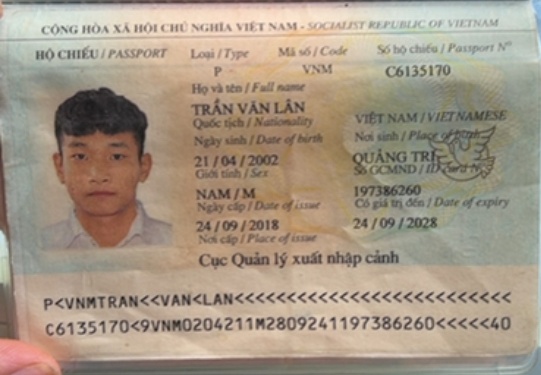 CỘNG HÒA XÃ HỘI CHỦ NGHĨA VIỆT NAM - SOCIALIST REPUBLIC OF VIETNAM
HỘ CHIẾU / PASSPORT Loại / Type Mã số / Code Số hộ chiếu / Passport Nº
P VNM C6135170
Họ và tên / Full name
TRẦN VĂN LÂN
Quốc tịch / Nationality VIỆT NAM / VIETNAMESE
Ngày sinh / Date of birth Nơi sinh / Place of birth
21 / 04 / 2002 QUẢNG TRỊ
Giới tính / Sex Số GCMND / ID card Nº
NAM / M 197386260
Ngày cấp / Date of issue Có giá trị đến / Date of expiry
24 / 09 / 2018 24 / 09 / 2028
Nơi cấp / Place of issue
Cục Quản lý xuất nhập cảnh
P<VNMTRAN<<VAN<LAN<<<<<<<<<<<<<<<<<<<<<<<<<<
C6135170<9VNM0204211M2809241197386260<<<<<40